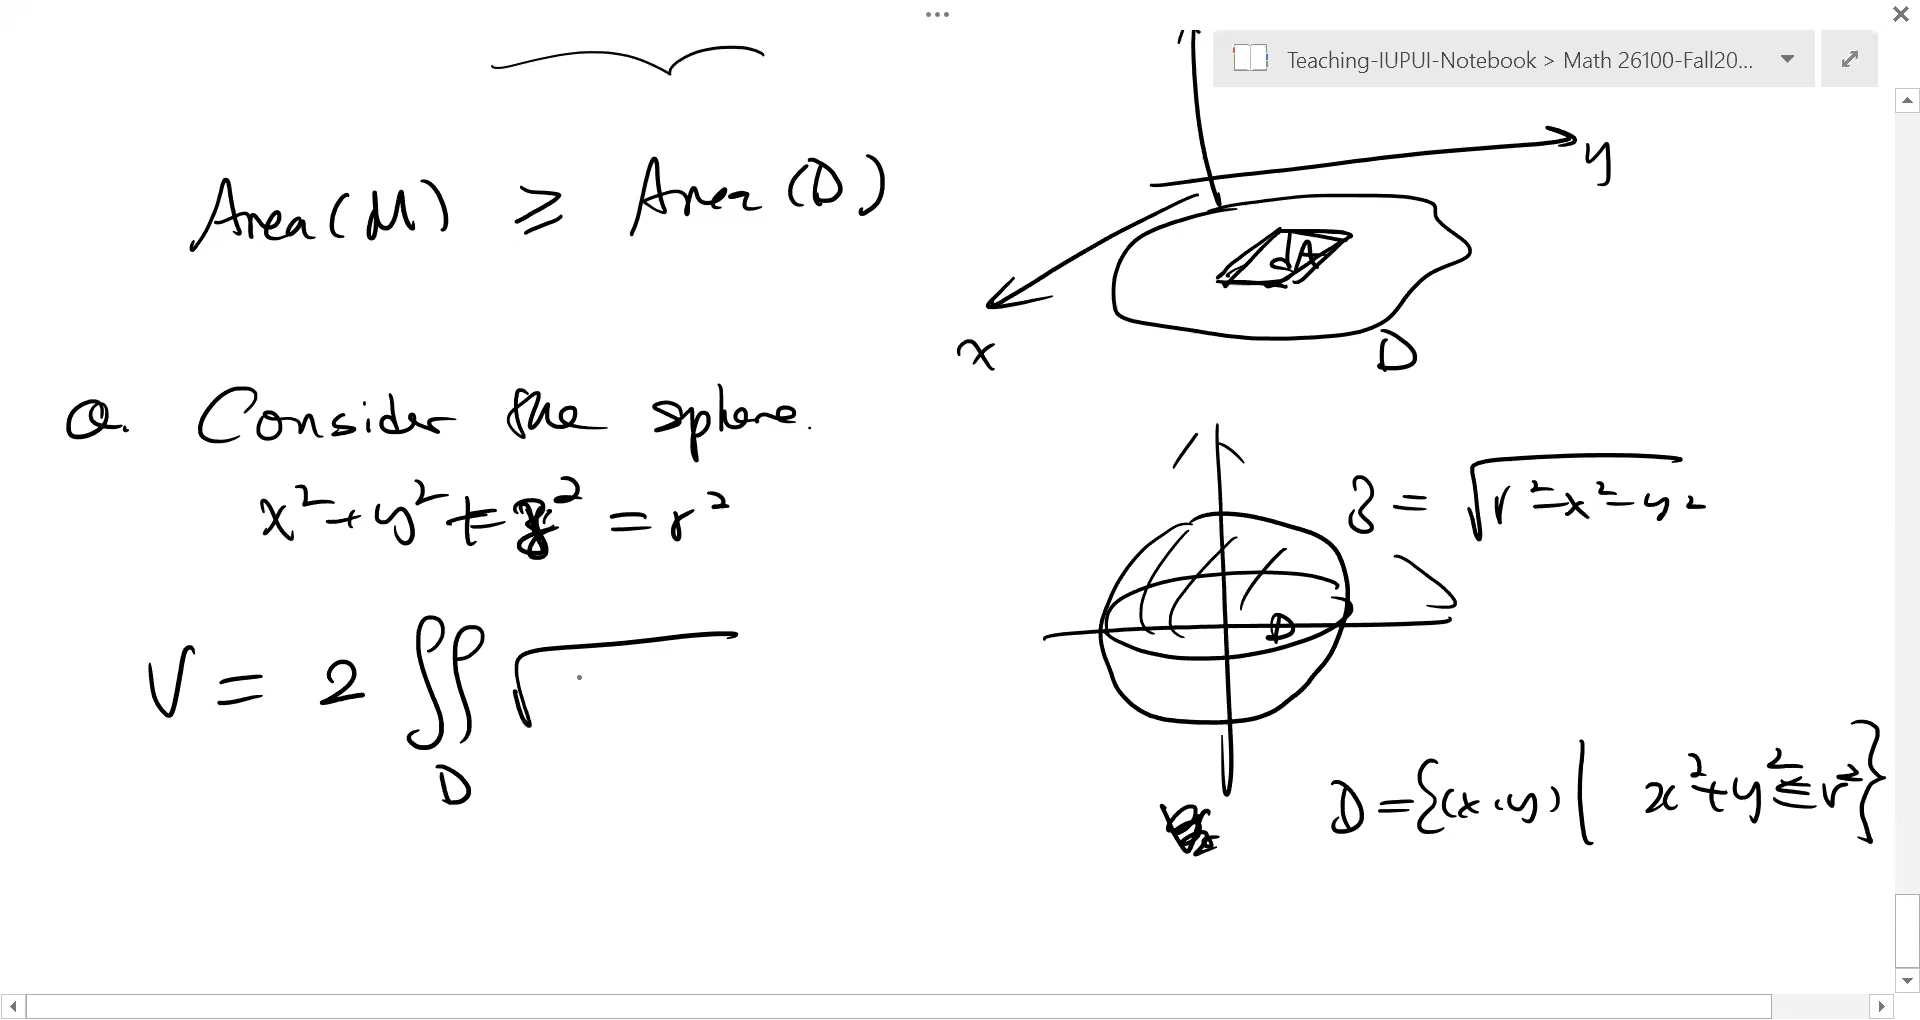 Teaching-IUPUI-Notebook > Math 26100-Fall20...
y
Area(M) ≥ Area(D)
dA
x
D
Q. Consider the sphere.
x²+y²+z²=r²
z = √(r²-x²-y²)
D
V = 2 ∬_D √
D={(x,y)| x²+y²≤r²}